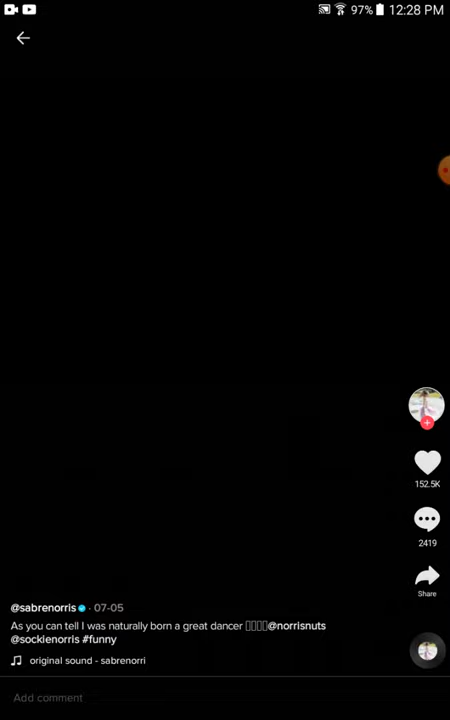 97% 12:28 PM
152.5K
2419
Share
@sabrenorris · 07-05
As you can tell I was naturally born a great dancer @norrisnuts
@sockienorris #funny
original sound - sabrenorri
Add comment